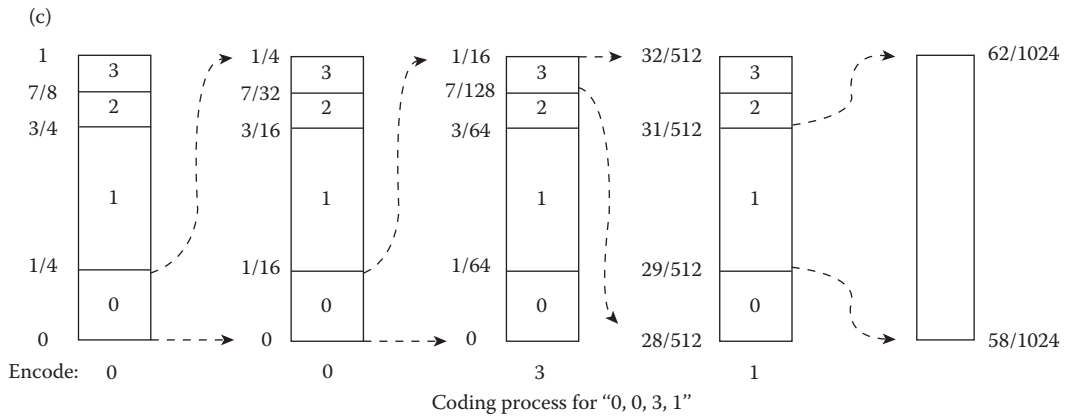 (c)
1 1/4 1/16 32/512 62/1024
3 3 3 3
7/8 7/32 7/128
2 2 2 2
3/4 3/16 3/64 31/512
1 1 1 1
1/4 1/16 1/64 29/512
0 0 0 0
0 0 0 28/512 58/1024
Encode: 0 0 3 1
Coding process for “0, 0, 3, 1”